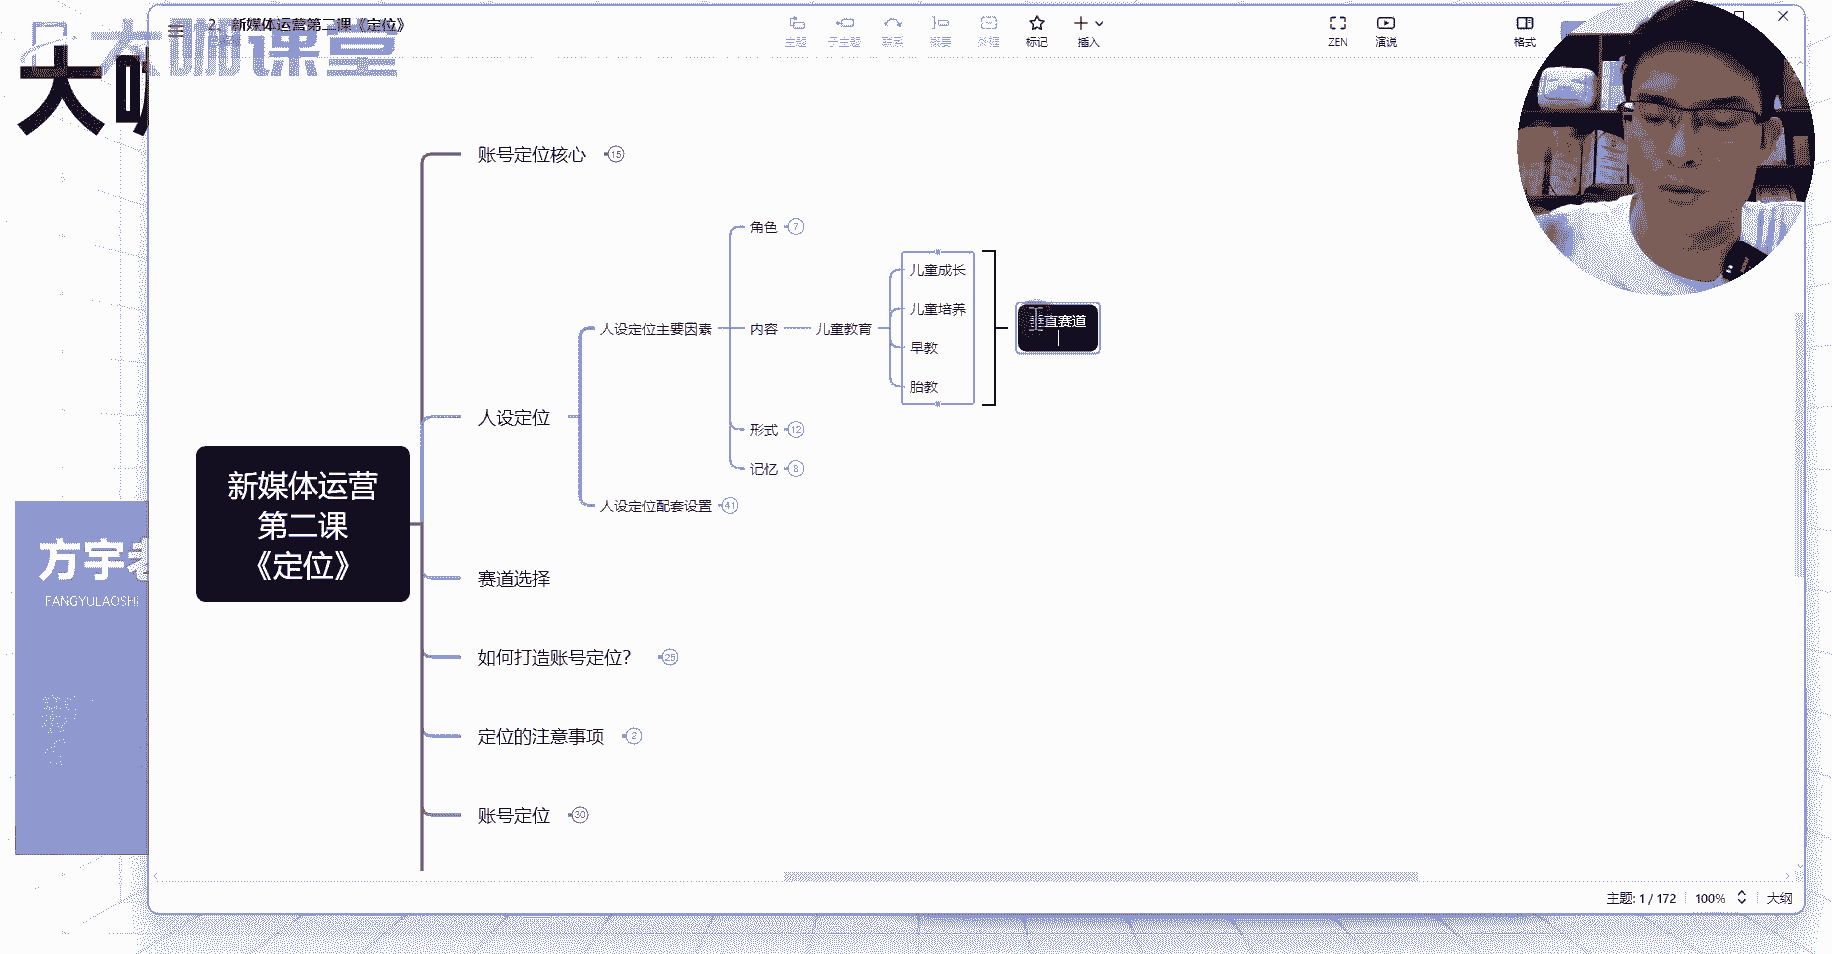 2、新媒体运营第二课《定位》
大咖课堂
大
主题
子主题
联系
概要
外框
标记
插入
ZEN
演说
格式
账号定位核心
15
角色
7
儿童成长
儿童培养
垂直赛道
人设定位主要因素
内容
儿童教育
早教
胎教
人设定位
形式
12
记忆
8
人设定位配套设置
41
新媒体运营
第二课
《定位》
方宇老
FANGYULAOSHI
赛道选择
如何打造账号定位？
25
定位的注意事项
2
账号定位
30
主题: 1 / 172
100%
大纲